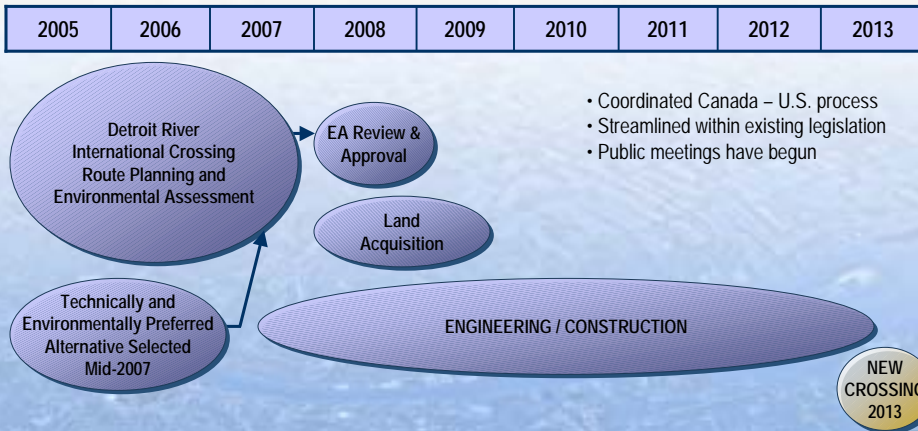 2005 2006 2007 2008 2009 2010 2011 2012 2013
Detroit River
International Crossing
Route Planning and
Environmental Assessment
EA Review &
Approval
• Coordinated Canada – U.S. process
• Streamlined within existing legislation
• Public meetings have begun
Land
Acquisition
Technically and
Environmentally Preferred
Alternative Selected
Mid-2007
ENGINEERING / CONSTRUCTION
NEW
CROSSING
2013